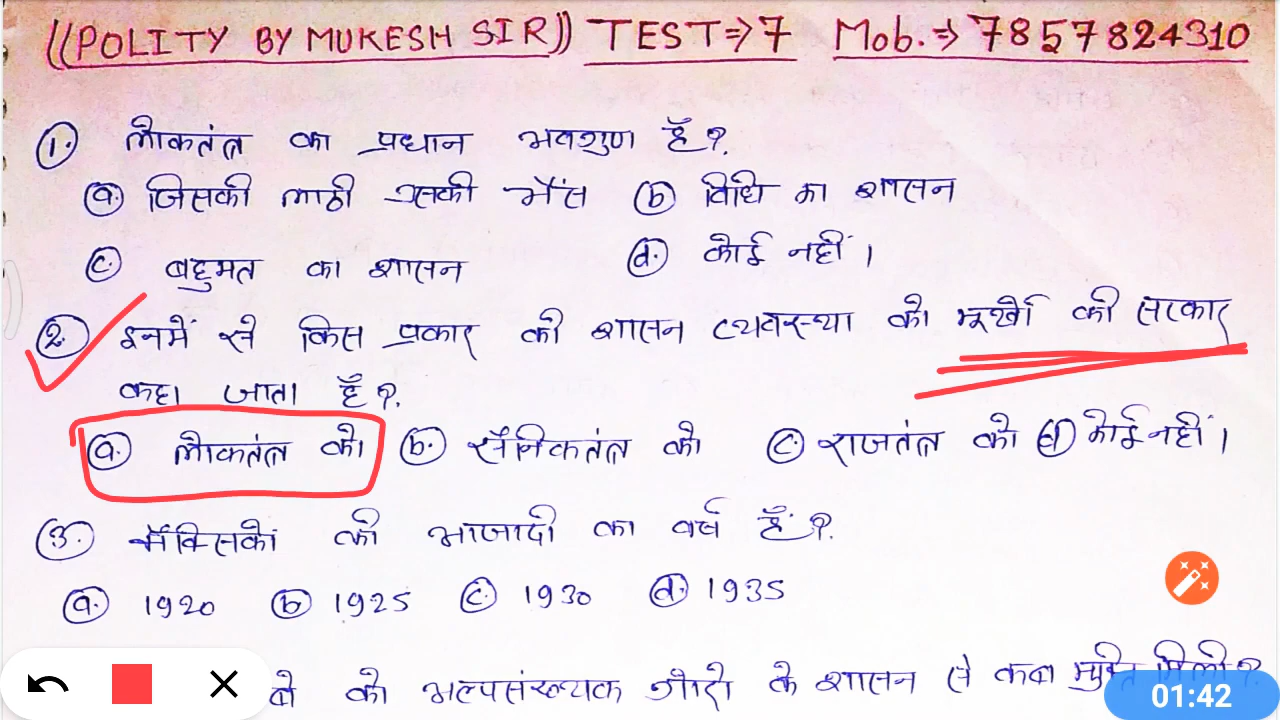 ((POLITY BY MUKESH SIR)) TEST⇒7 Mob.⇒7857824310
1. लोकतंत्र का प्रधान अवगुण है?
a. जिसकी लाठी उसकी भैंस b विधि का शासन
c. बहुमत का शासन d. कोई नहीं।
2. इनमें से किस प्रकार की शासन व्यवस्था को मूर्खो की सरकार
कहा जाता हैं?
a. लोकतंत्र को b. सैनिकतंत्र को c राजतंत्र को d कोई नहीं।
3. मैक्सिको की आजादी का वर्ष हैं?
a. 1920 b 1925 c 1930 d. 1935
बे को अल्पसंख्यक गोरो के शासन से कब मुक्ति मिली?
01:42